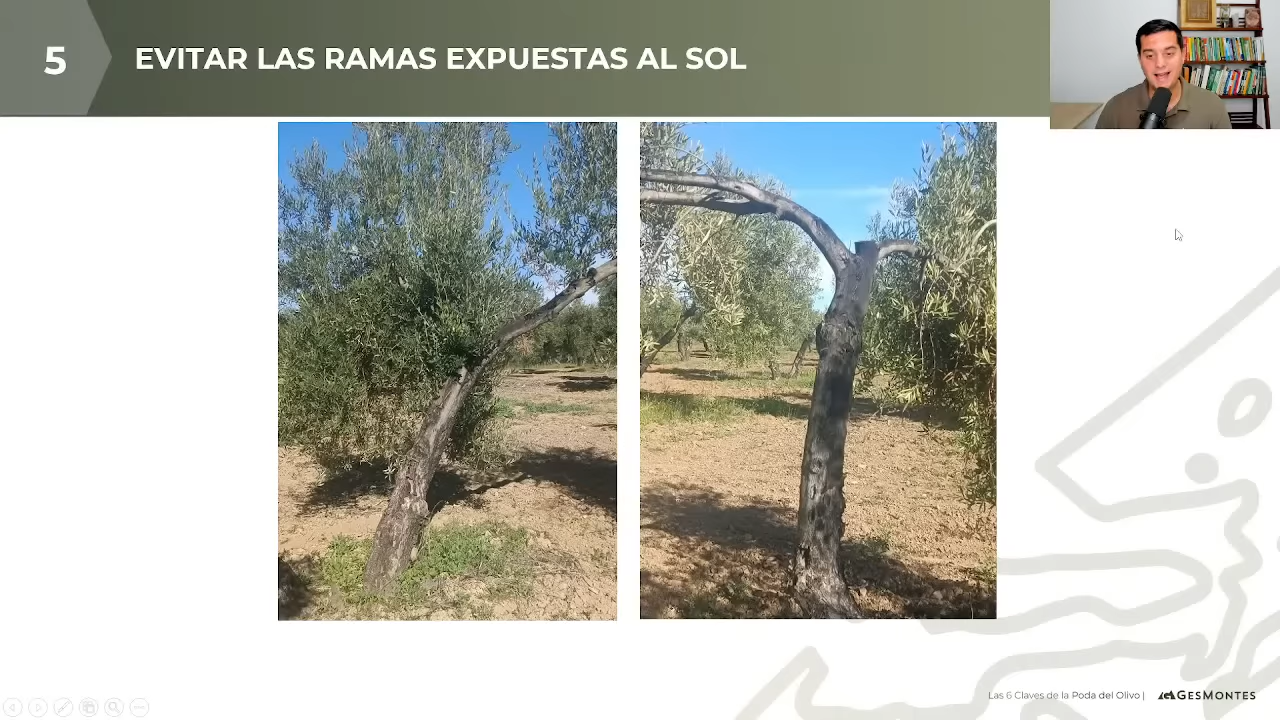 5
EVITAR LAS RAMAS EXPUESTAS AL SOL
Las 6 Claves de la Poda del Olivo |
GESMONTES